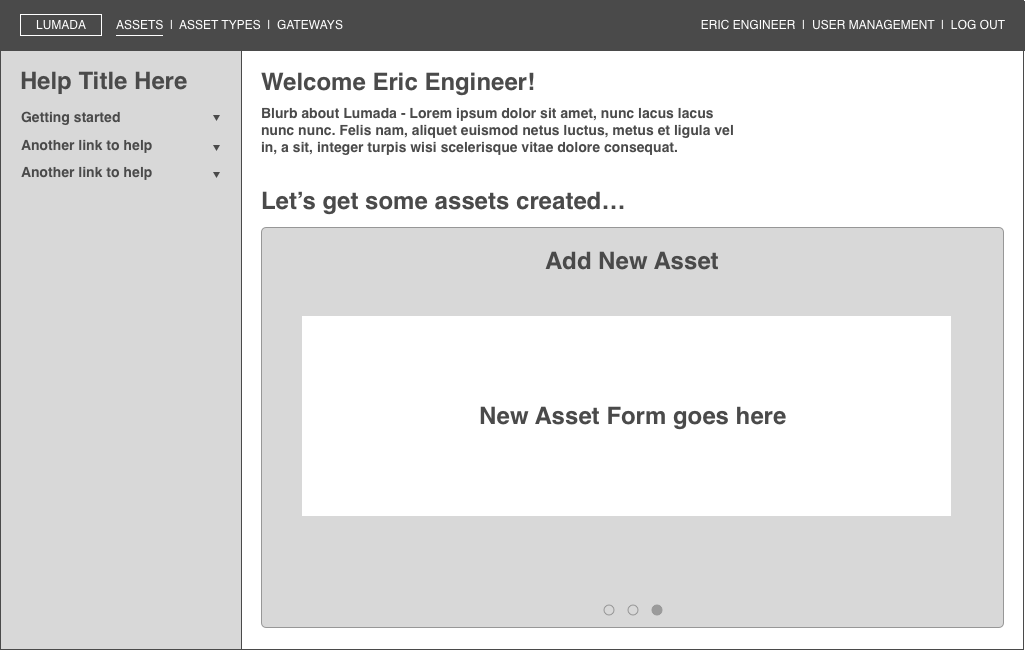 LUMADA ASSETS | ASSET TYPES | GATEWAYS ERIC ENGINEER | USER MANAGEMENT | LOG OUT
Help Title Here
Getting started
Another link to help
Another link to help
Welcome Eric Engineer!
Blurb about Lumada - Lorem ipsum dolor sit amet, nunc lacus lacus
nunc nunc. Felis nam, aliquet euismod netus luctus, metus et ligula vel
in, a sit, integer turpis wisi scelerisque vitae dolore consequat.
Let’s get some assets created…
Add New Asset
New Asset Form goes here